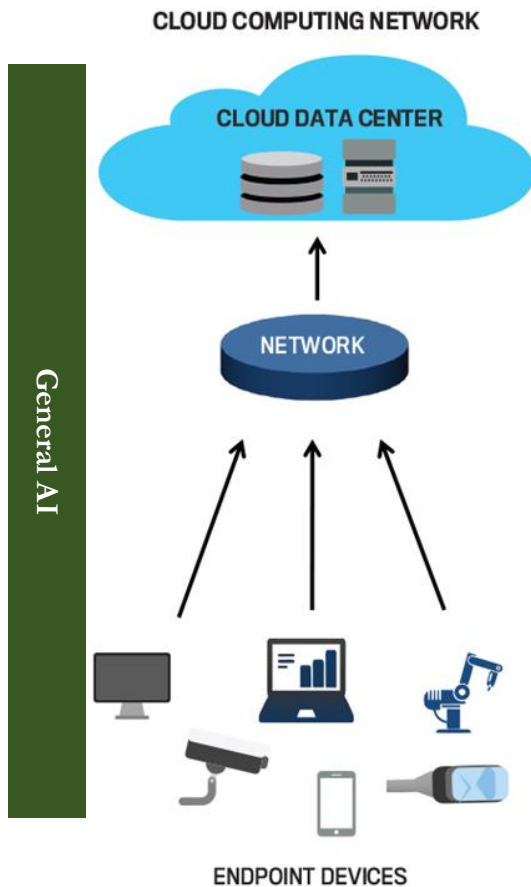 CLOUD COMPUTING NETWORK
CLOUD DATA CENTER
NETWORK
General AI
ENDPOINT DEVICES